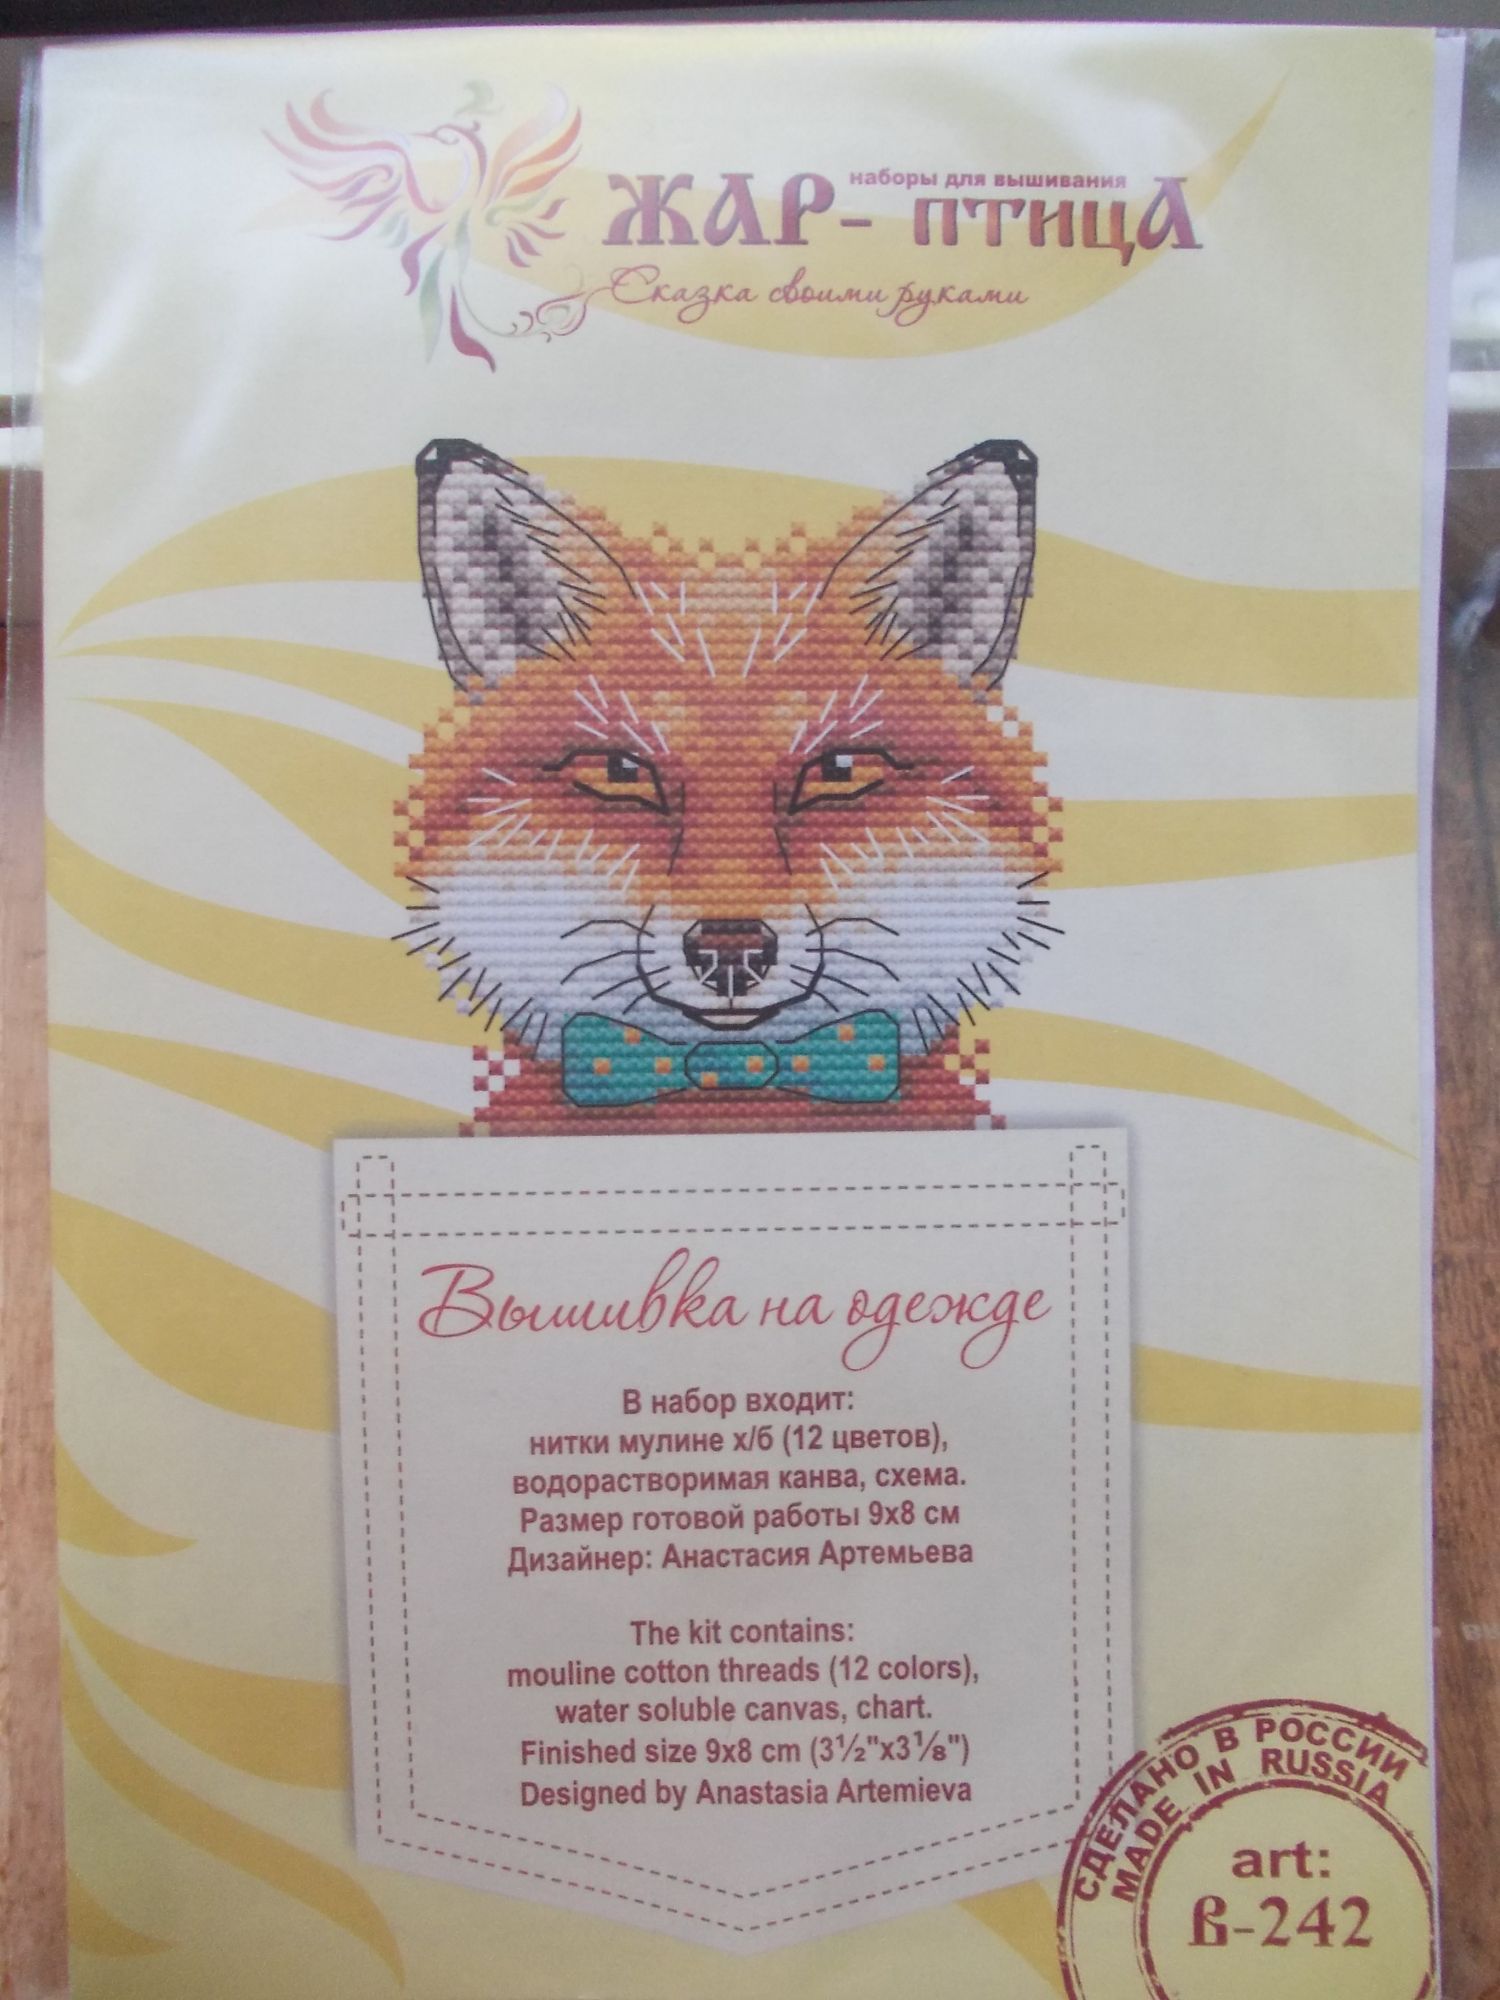 наборы для вышивания
ЖАР-ПТИЦА
Сказка своими руками
Вышивка на одежде
В набор входит:
нитки мулине х/б (12 цветов),
водорастворимая канва, схема.
Размер готовой работы 9х8 см
Дизайнер: Анастасия Артемьева
The kit contains:
mouline cotton threads (12 colors),
water soluble canvas, chart.
Finished size 9x8 cm (3½"x3⅛")
Designed by Anastasia Artemieva
СДЕЛАНО В РОССИИ
MADE IN RUSSIA
art:
В-242